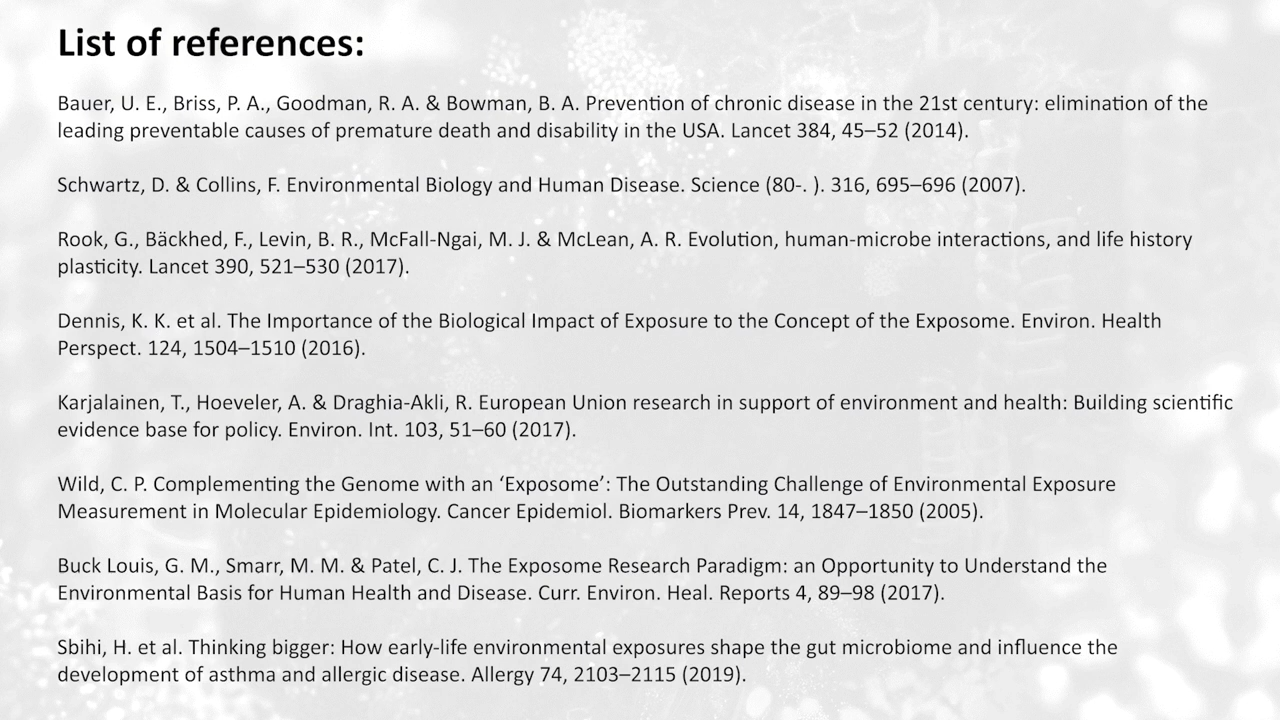 List of references:
Bauer, U. E., Briss, P. A., Goodman, R. A. & Bowman, B. A. Prevention of chronic disease in the 21st century: elimination of the
leading preventable causes of premature death and disability in the USA. Lancet 384, 45–52 (2014).
Schwartz, D. & Collins, F. Environmental Biology and Human Disease. Science (80-. ). 316, 695–696 (2007).
Rook, G., Bäckhed, F., Levin, B. R., McFall-Ngai, M. J. & McLean, A. R. Evolution, human-microbe interactions, and life history
plasticity. Lancet 390, 521–530 (2017).
Dennis, K. K. et al. The Importance of the Biological Impact of Exposure to the Concept of the Exposome. Environ. Health
Perspect. 124, 1504–1510 (2016).
Karjalainen, T., Hoeveler, A. & Draghia-Akli, R. European Union research in support of environment and health: Building scientific
evidence base for policy. Environ. Int. 103, 51–60 (2017).
Wild, C. P. Complementing the Genome with an ‘Exposome’: The Outstanding Challenge of Environmental Exposure
Measurement in Molecular Epidemiology. Cancer Epidemiol. Biomarkers Prev. 14, 1847–1850 (2005).
Buck Louis, G. M., Smarr, M. M. & Patel, C. J. The Exposome Research Paradigm: an Opportunity to Understand the
Environmental Basis for Human Health and Disease. Curr. Environ. Heal. Reports 4, 89–98 (2017).
Sbihi, H. et al. Thinking bigger: How early-life environmental exposures shape the gut microbiome and influence the
development of asthma and allergic disease. Allergy 74, 2103–2115 (2019).